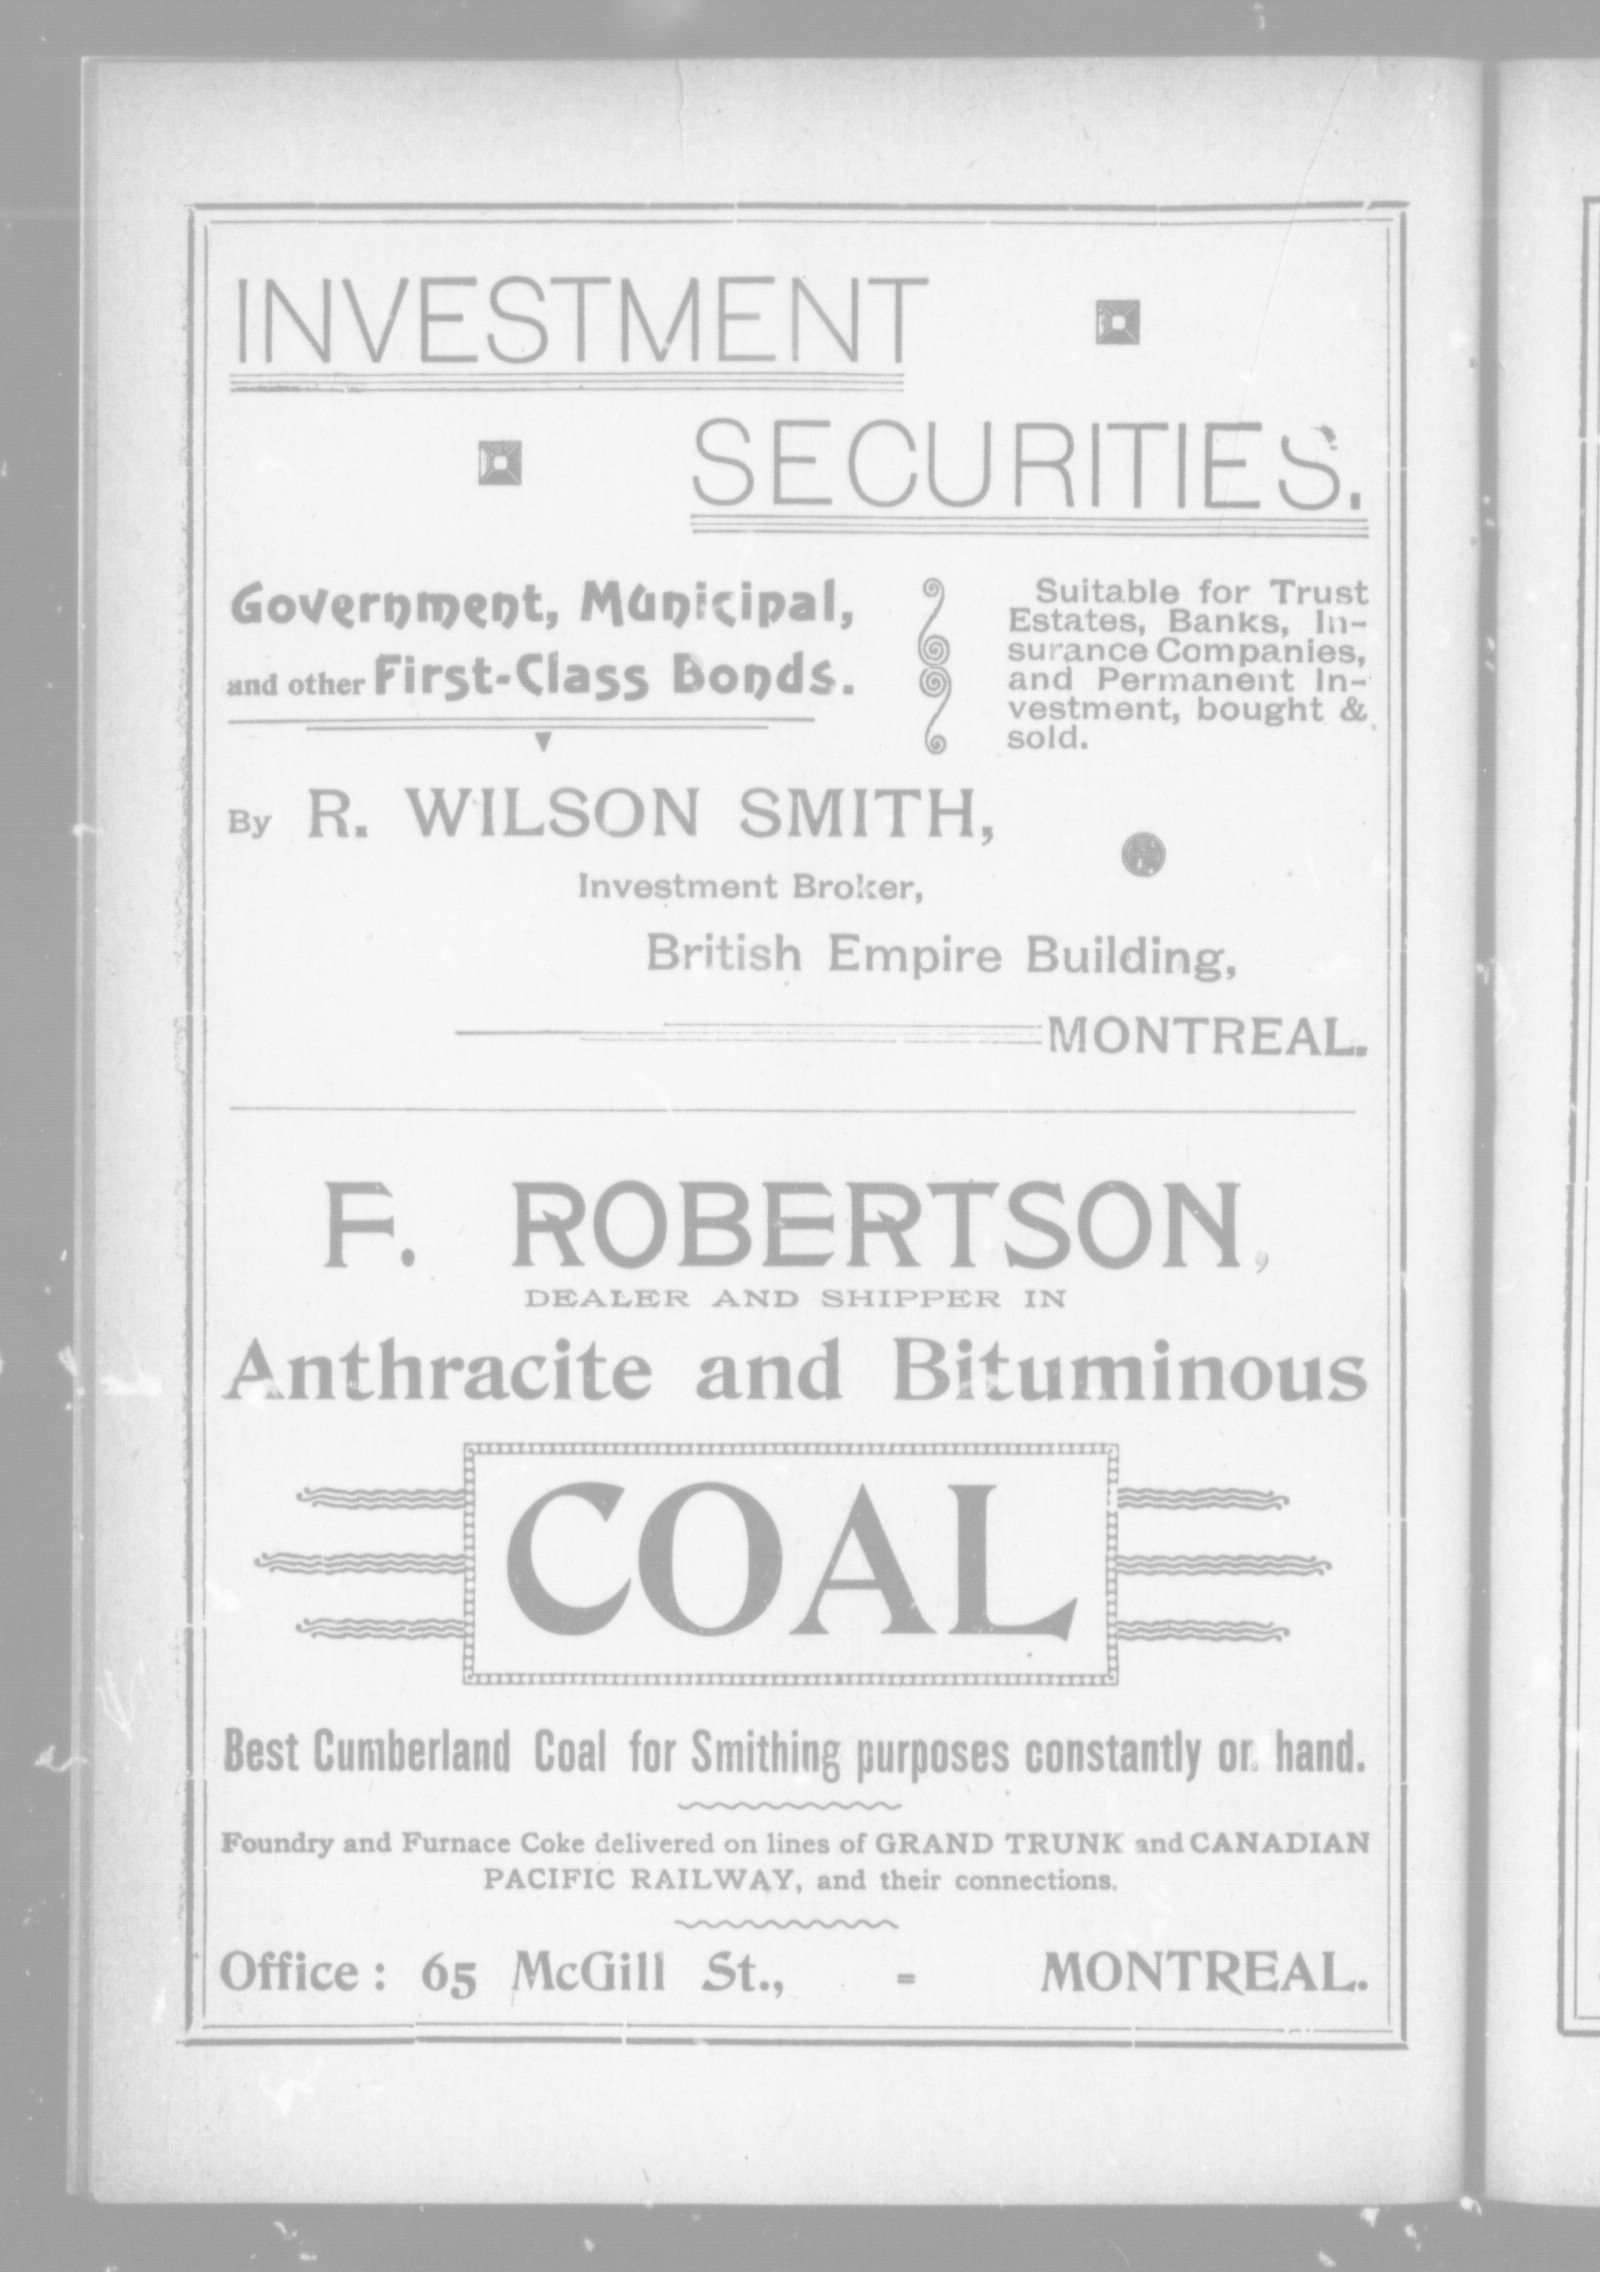 INVESTMENT
SECURITIES.
Government, Municipal,
and other First-Class Bonds.
Suitable for Trust
Estates, Banks, In-
surance Companies,
and Permanent In-
vestment, bought &
sold.
By R. WILSON SMITH,
Investment Broker,
British Empire Building,
MONTREAL.
F. ROBERTSON,
DEALER AND SHIPPER IN
Anthracite and Bituminous
COAL
Best Cumberland Coal for Smithing purposes constantly on hand.
Foundry and Furnace Coke delivered on lines of GRAND TRUNK and CANADIAN
PACIFIC RAILWAY, and their connections.
Office : 65 McGill St., - MONTREAL.